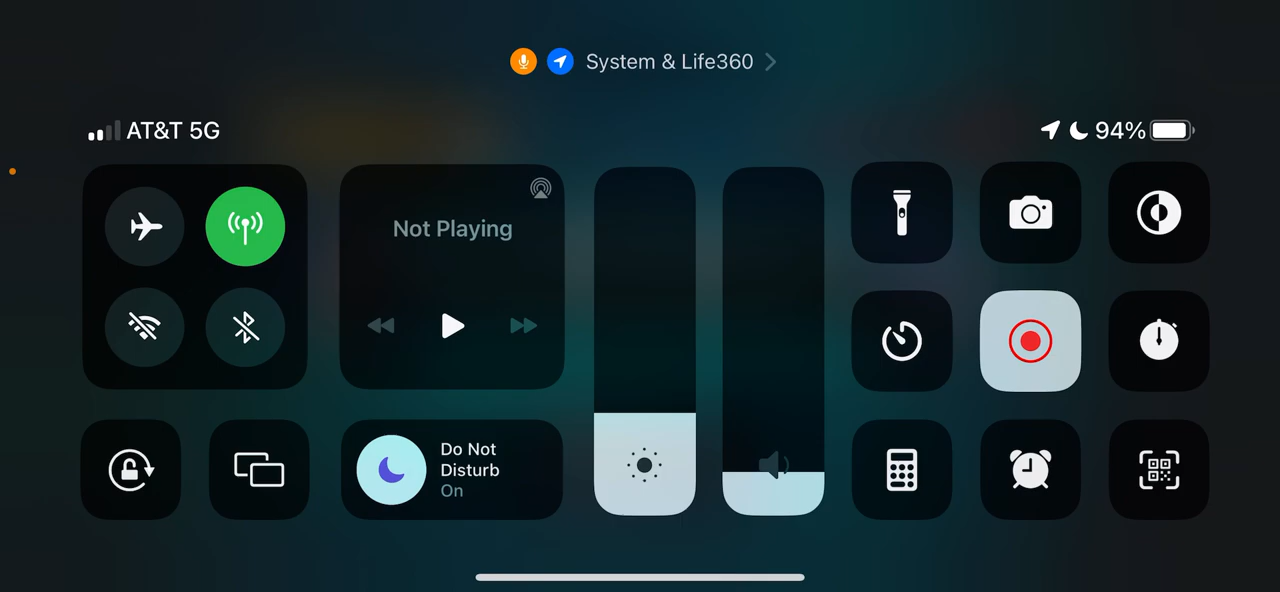 System & Life360
AT&T 5G
94%
Not Playing
Do Not
Disturb
On